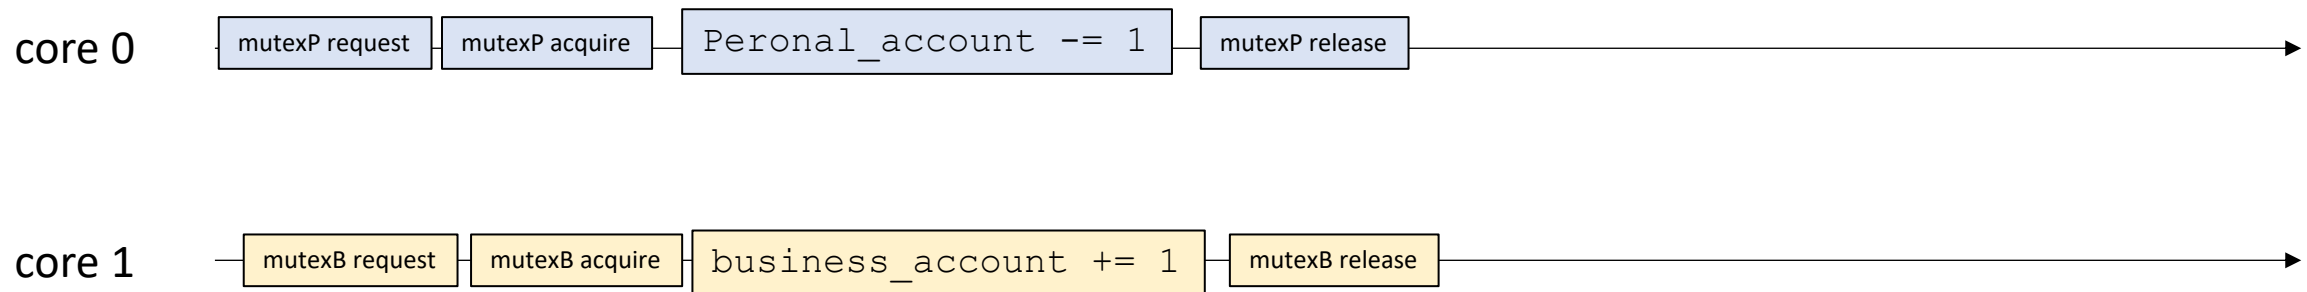 core 0 mutexP request mutexP acquire Peronal_account -= 1 mutexP release
core 1 mutexB request mutexB acquire business_account += 1 mutexB release